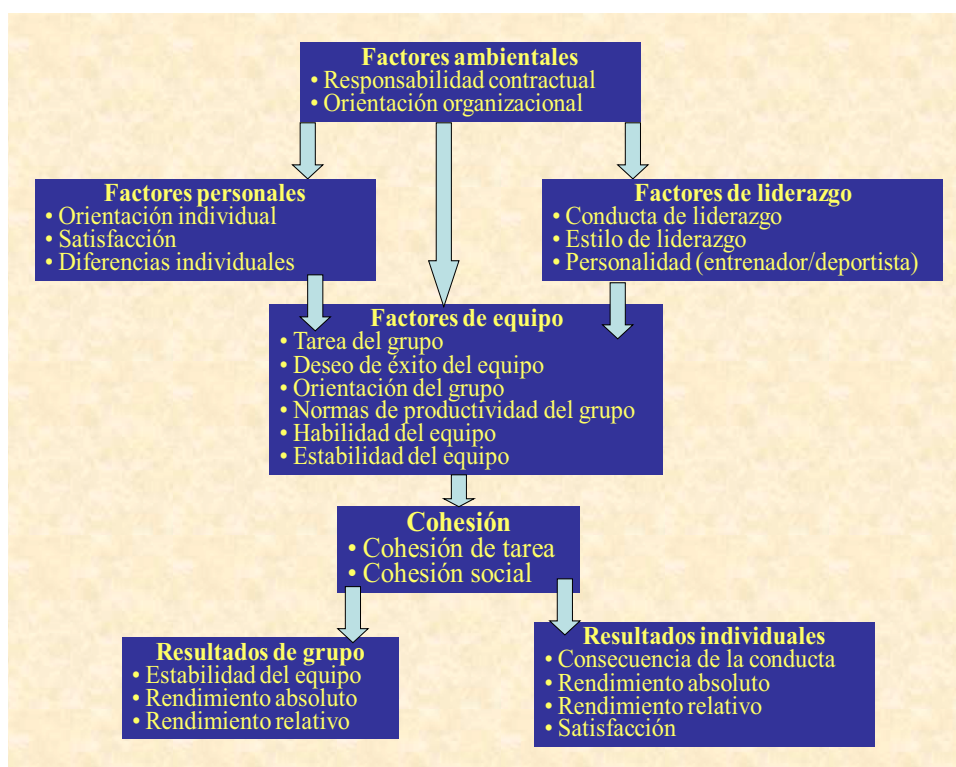 Factores ambientales
• Responsabilidad contractual
• Orientación organizacional
Factores personales
• Orientación individual
• Satisfacción
• Diferencias individuales
Factores de liderazgo
• Conducta de liderazgo
• Estilo de liderazgo
• Personalidad (entrenador/deportista)
Factores de equipo
• Tarea del grupo
• Deseo de éxito del equipo
• Orientación del grupo
• Normas de productividad del grupo
• Habilidad del equipo
• Estabilidad del equipo
Cohesión
• Cohesión de tarea
• Cohesión social
Resultados de grupo
• Estabilidad del equipo
• Rendimiento absoluto
• Rendimiento relativo
Resultados individuales
• Consecuencia de la conducta
• Rendimiento absoluto
• Rendimiento relativo
• Satisfacción